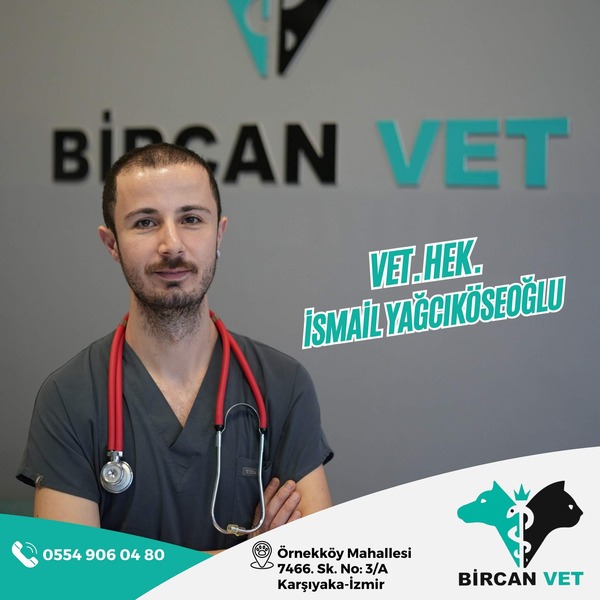 BİRCAN VET
VET.HEK.
İSMAİL YAĞCIKÖSEOĞLU
0554 906 04 80
Örnekköy Mahallesi
7466. Sk. No: 3/A
Karşıyaka-İzmir
BİRCAN VET